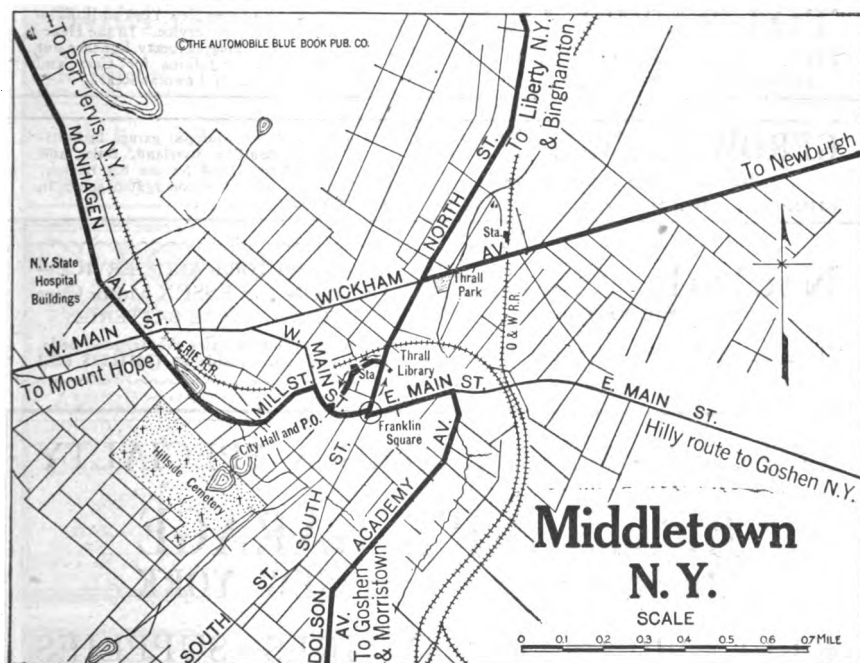 ©THE AUTOMOBILE BLUE BOOK PUB. CO.
To Port Jervis, N.Y.
MONHAGEN
AV.
To Liberty N.Y.
& Binghamton
NORTH ST.
To Newburgh
Sta.
WICKHAM AV.
Thrall
Park
O & W R.R.
N.Y. State
Hospital
Buildings
W. MAIN ST.
To Mount Hope
ERIE R.R.
W. MAIN S.
MILL ST.
Sta.
Thrall
Library
E. MAIN ST.
E. MAIN ST.
Hilly route to Goshen N.Y.
City Hall and P.O.
Franklin
Square
Hillside Cemetery
SOUTH ST.
SOUTH ST.
ACADEMY AV.
DOLSON AV.
To Goshen
& Morristown
Middletown
N.Y.
SCALE
0 0.1 0.2 0.3 0.4 0.5 0.6 0.7 MILE